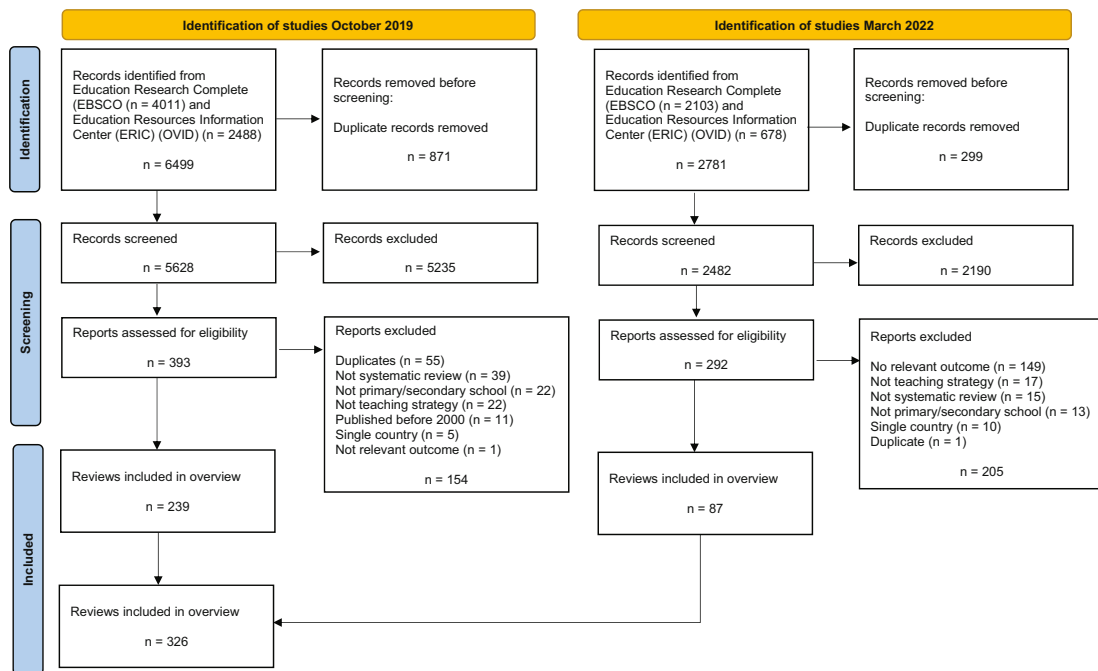 Identification of studies October 2019
Identification of studies March 2022
Identification
Records identified from
Education Research Complete
(EBSCO (n = 4011) and
Education Resources Information
Center (ERIC) (OVID) (n = 2488)
n = 6499
Records removed before
screening:
Duplicate records removed
n = 871
Records identified from
Education Research Complete
(EBSCO (n = 2103) and
Education Resources Information
Center (ERIC) (OVID) (n = 678)
n = 2781
Records removed before
screening:
Duplicate records removed
n = 299
Screening
Records screened
n = 5628
Records excluded
n = 5235
Records screened
n = 2482
Records excluded
n = 2190
Reports assessed for eligibility
n = 393
Reports excluded
Duplicates (n = 55)
Not systematic review (n = 39)
Not primary/secondary school (n = 22)
Not teaching strategy (n = 22)
Published before 2000 (n = 11)
Single country (n = 5)
Not relevant outcome (n = 1)
n = 154
Reports assessed for eligibility
n = 292
Reports excluded
No relevant outcome (n = 149)
Not teaching strategy (n = 17)
Not systematic review (n = 15)
Not primary/secondary school (n = 13)
Single country (n = 10)
Duplicate (n = 1)
n = 205
Included
Reviews included in overview
n = 239
Reviews included in overview
n = 87
Reviews included in overview
n = 326